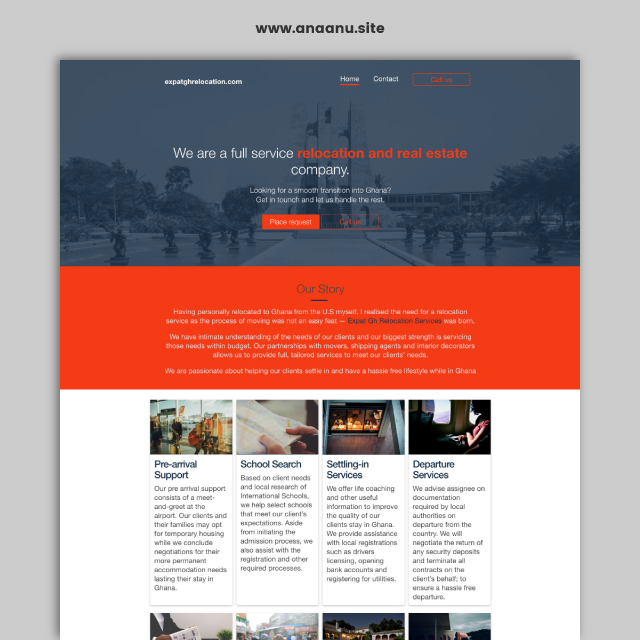 www.anaanu.site
expatghrelocation.com
Home
Contact
Call us
We are a full service relocation and real estate
company.
Looking for a smooth transition into Ghana?
Get in tounch and let us handle the rest.
Place request
Call us
Our Story
Having personally relocated to Ghana from the U.S myself, I realised the need for a relocation
service as the process of moving was not an easy feat — Expat Gh Relocation Services was born.
We have intimate understanding of the needs of our clients and our biggest strength is servicing
those needs within budget. Our partnerships with movers, shipping agents and interior decorators
allows us to provide full, tailored services to meet our clients' needs.
We are passionate about helping our clients settle in and have a hassle free lifestyle while in Ghana
Pre-arrival
Support
Our pre arrival support
consists of a meet-
and-greet at the
airport. Our clients and
their families may opt
for temporary housing
while we conclude
negotiations for their
more permanent
accommodation needs
lasting their stay in
Ghana.
School Search
Based on client needs
and local research of
International Schools,
we help select schools
that meet our client's
expectations. Aside
from initiating the
admission process, we
also assist with the
registration and other
required processes.
Settling-in
Services
We offer life coaching
and other useful
information to improve
the quality of our
clients stay in Ghana.
We provide assistance
with local registrations
such as drivers
licensing, opening
bank accounts and
registering for utilities.
Departure
Services
We advise assignee on
documentation
required by local
authorities on
departure from the
country. We will
negotiate the return of
any security deposits
and terminate all
contracts on the
client's behalf; to
ensure a hassle free
departure.